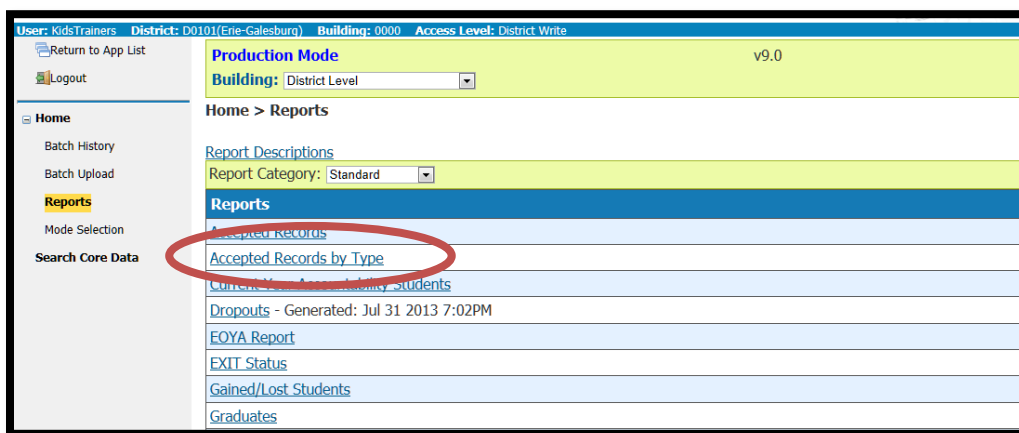 User: KidsTrainers District: D0101(Erie-Galesburg) Building: 0000 Access Level: District Write
Return to App List
Logout
Home
Batch History
Batch Upload
Reports
Mode Selection
Search Core Data
Production Mode v9.0
Building: District Level
Home > Reports
Report Descriptions
Report Category: Standard
Reports
Accepted Records
Accepted Records by Type
Current Year Accountability Students
Dropouts - Generated: Jul 31 2013 7:02PM
EOYA Report
EXIT Status
Gained/Lost Students
Graduates